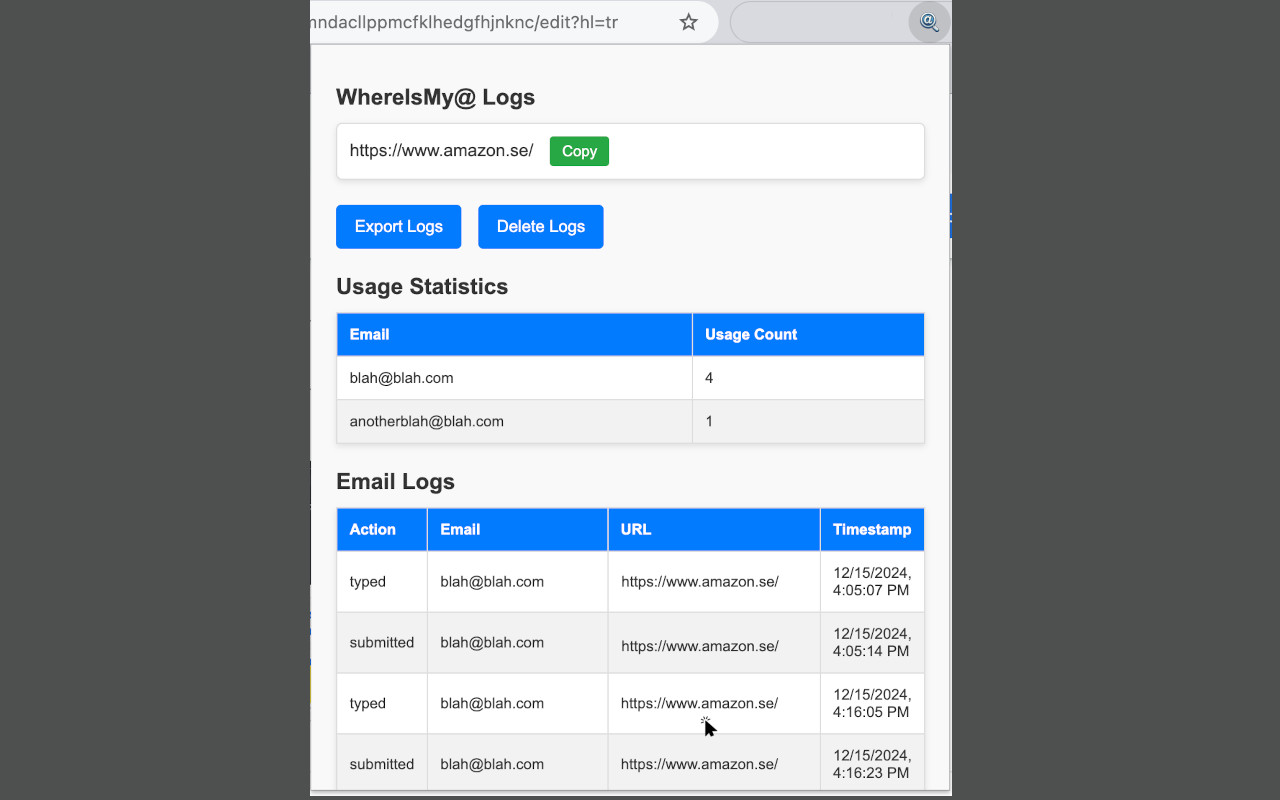 mndacllppmcfklhedgfhjnknc/edit?hl=tr
WhereIsMy@ Logs
https://www.amazon.se/ Copy
Export Logs Delete Logs
Usage Statistics
Email Usage Count
blah@blah.com 4
anotherblah@blah.com 1
Email Logs
Action Email URL Timestamp
typed blah@blah.com https://www.amazon.se/ 12/15/2024,
4:05:07 PM
submitted blah@blah.com https://www.amazon.se/ 12/15/2024,
4:05:14 PM
typed blah@blah.com https://www.amazon.se/ 12/15/2024,
4:16:05 PM
submitted blah@blah.com https://www.amazon.se/ 12/15/2024,
4:16:23 PM